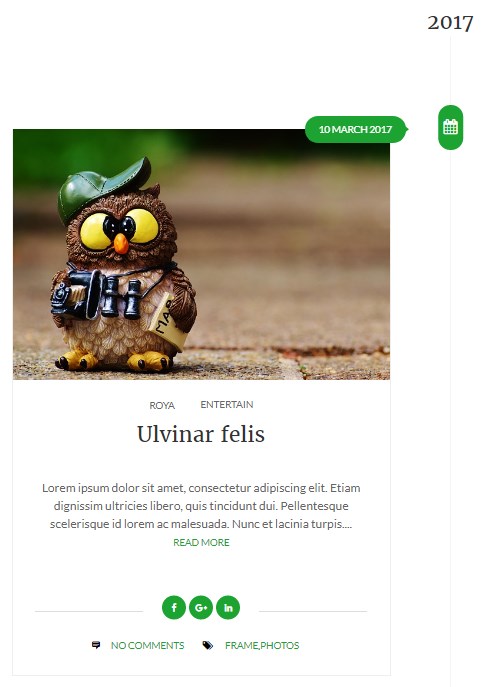 2017
10 MARCH 2017
MAP
ROYA ENTERTAIN
Ulvinar felis
Lorem ipsum dolor sit amet, consectetur adipiscing elit. Etiam
dignissim ultricies libero, quis tincidunt dui. Pellentesque
scelerisque id lorem ac malesuada. Nunc et lacinia turpis....
READ MORE
f G+ in
NO COMMENTS FRAME,PHOTOS